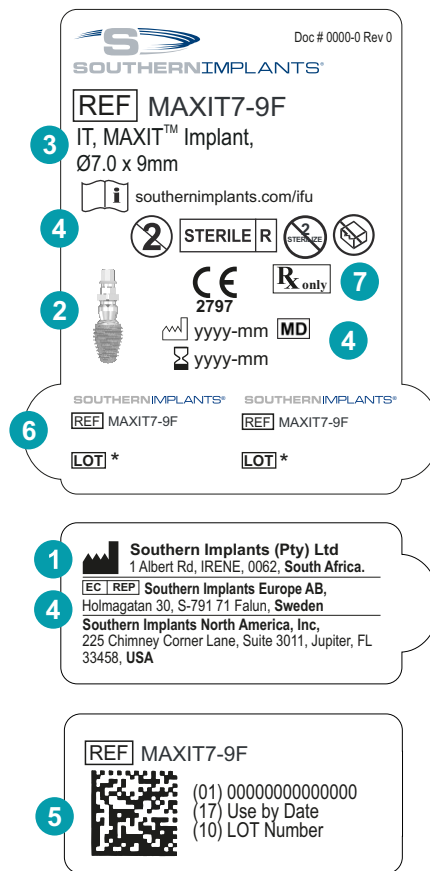 Doc # 0000-0 Rev 0
SOUTHERNIMPLANTS®
REF MAXIT7-9F
3 IT, MAXIT™ Implant,
Ø7.0 x 9mm
i southernimplants.com/ifu
4 2 STERILE R 2 STERILIZE
2 CE 2797 Rx only 7
yyyy-mm MD 4
yyyy-mm
SOUTHERNIMPLANTS® SOUTHERNIMPLANTS®
6 REF MAXIT7-9F REF MAXIT7-9F
LOT * LOT *
1 Southern Implants (Pty) Ltd
1 Albert Rd, IRENE, 0062, South Africa.
4 EC REP Southern Implants Europe AB,
Holmagatan 30, S-791 71 Falun, Sweden
Southern Implants North America, Inc,
225 Chimney Corner Lane, Suite 3011, Jupiter, FL
33458, USA
REF MAXIT7-9F
(01) 00000000000000
5 (17) Use by Date
(10) LOT Number